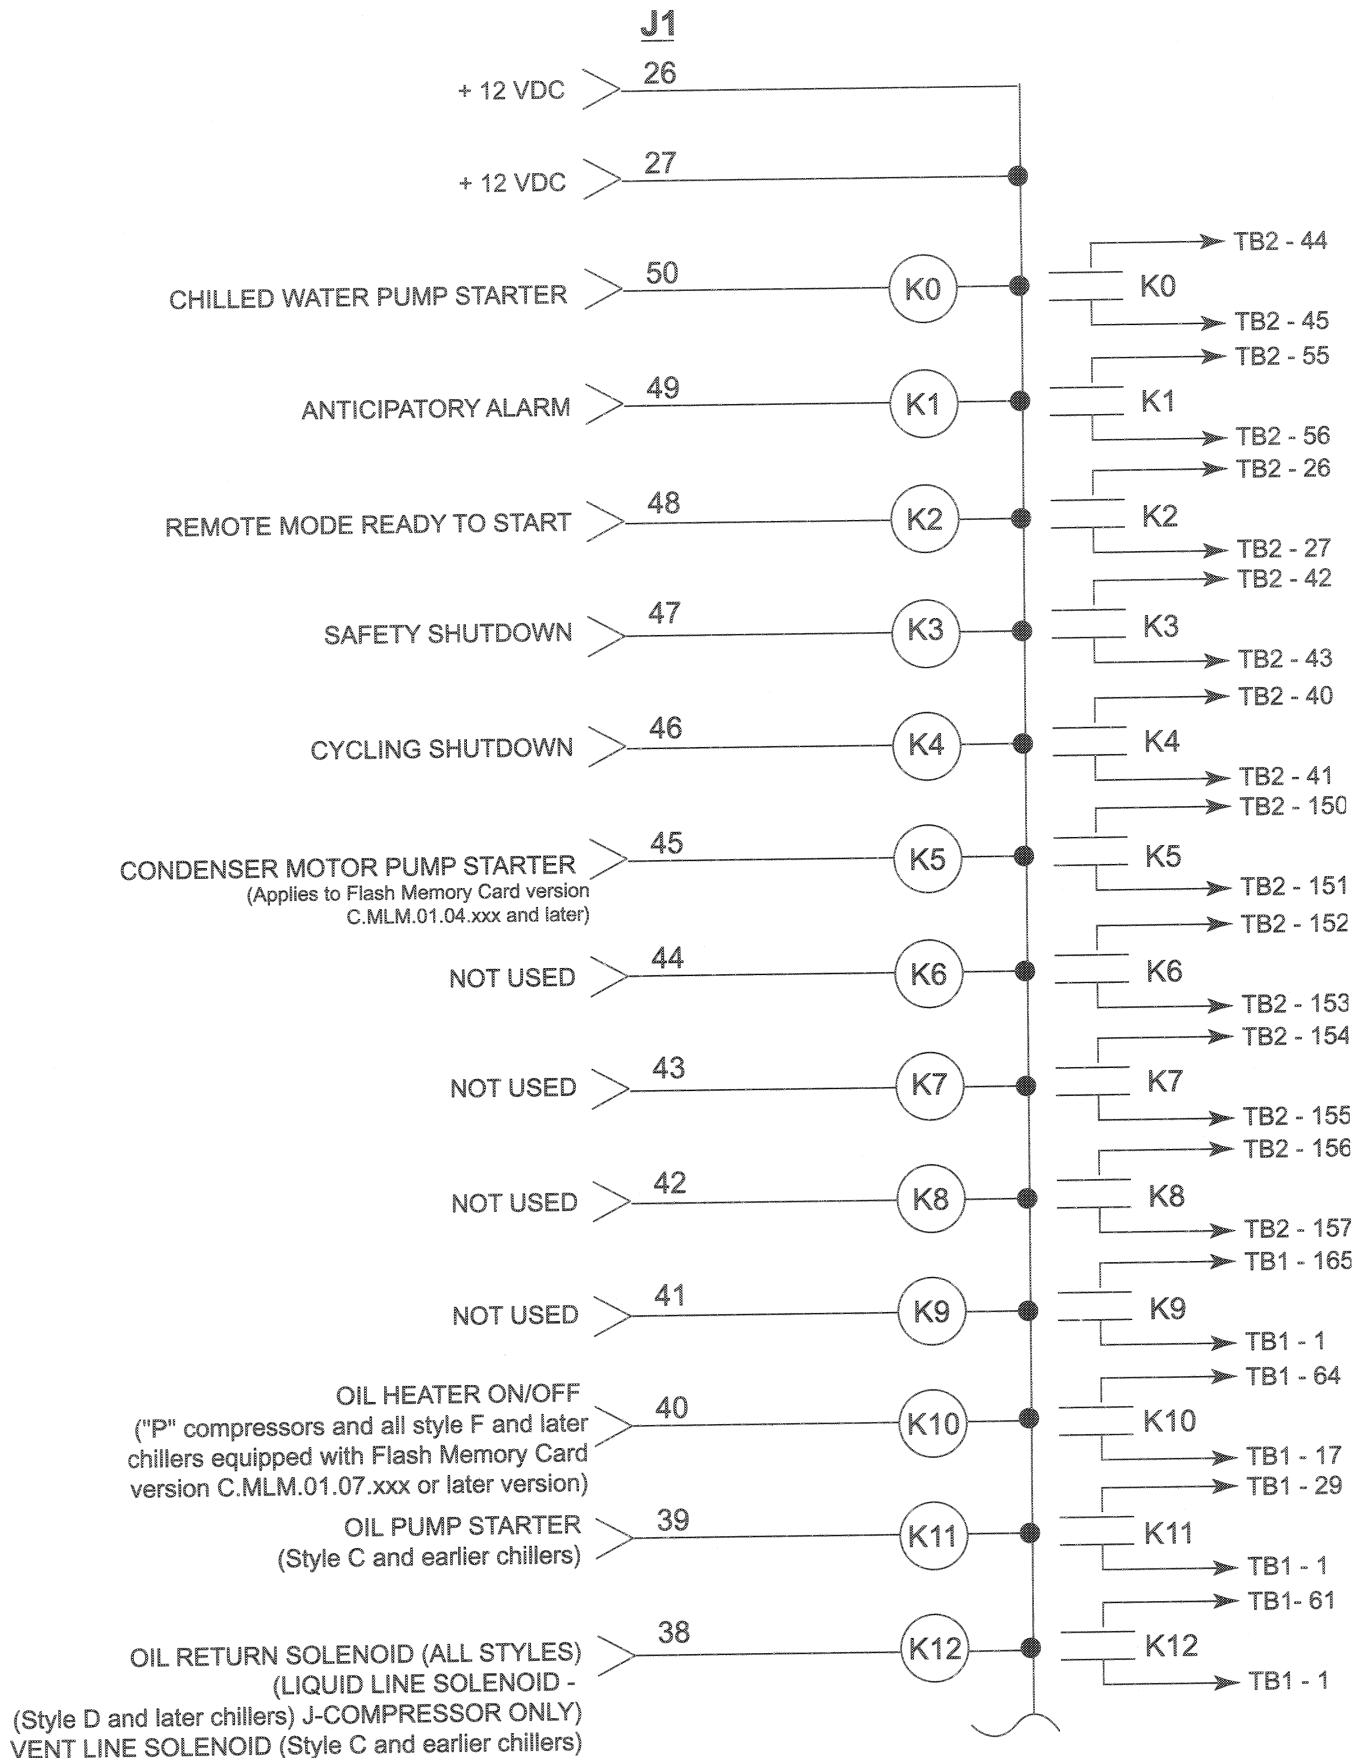 J1
+ 12 VDC 26
+ 12 VDC 27
TB2 - 44
CHILLED WATER PUMP STARTER 50 K0 K0
TB2 - 45
TB2 - 55
ANTICIPATORY ALARM 49 K1 K1
TB2 - 56
TB2 - 26
REMOTE MODE READY TO START 48 K2 K2
TB2 - 27
TB2 - 42
SAFETY SHUTDOWN 47 K3 K3
TB2 - 43
TB2 - 40
CYCLING SHUTDOWN 46 K4 K4
TB2 - 41
TB2 - 150
CONDENSER MOTOR PUMP STARTER 45 K5 K5
(Applies to Flash Memory Card version
C.MLM.01.04.xxx and later)
TB2 - 151
TB2 - 152
NOT USED 44 K6 K6
TB2 - 153
TB2 - 154
NOT USED 43 K7 K7
TB2 - 155
TB2 - 156
NOT USED 42 K8 K8
TB2 - 157
TB1 - 165
NOT USED 41 K9 K9
TB1 - 1
TB1 - 64
OIL HEATER ON/OFF
("P" compressors and all style F and later 40 K10 K10
chillers equipped with Flash Memory Card
version C.MLM.01.07.xxx or later version)
TB1 - 17
TB1 - 29
OIL PUMP STARTER 39 K11 K11
(Style C and earlier chillers)
TB1 - 1
TB1- 61
OIL RETURN SOLENOID (ALL STYLES) 38 K12 K12
(LIQUID LINE SOLENOID -
TB1 - 1
(Style D and later chillers) J-COMPRESSOR ONLY)
VENT LINE SOLENOID (Style C and earlier chillers)